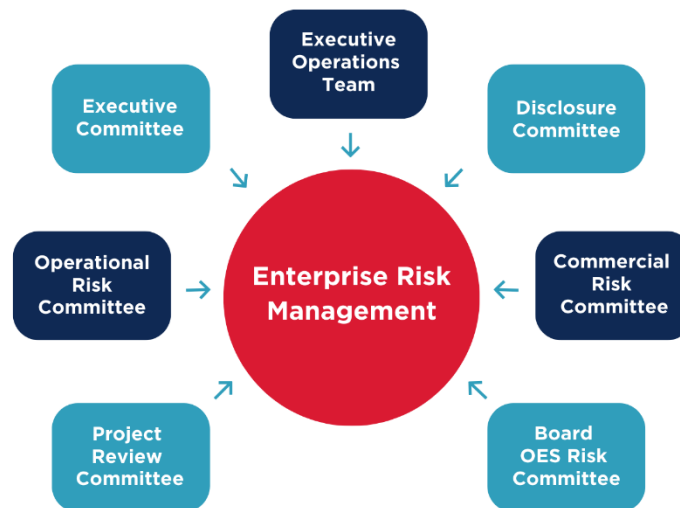 Executive
Operations
Team
Executive
Committee
Disclosure
Committee
Operational
Risk
Committee
Enterprise Risk
Management
Commercial
Risk
Committee
Project
Review
Committee
Board
OES Risk
Committee